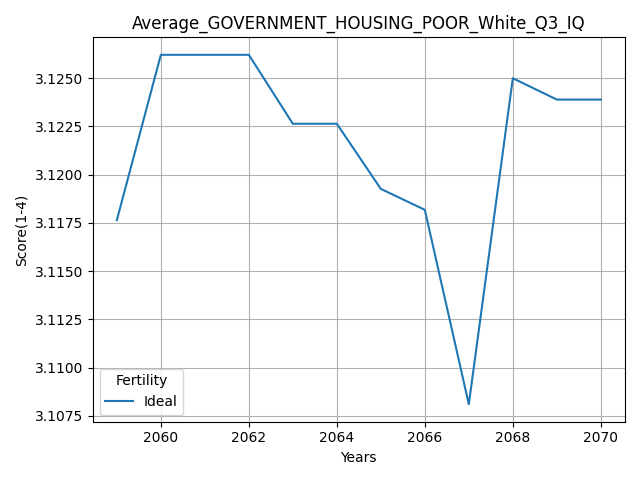 Average_GOVERNMENT_HOUSING_POOR_White_Q3_IQ
3.1250
3.1225
3.1200
3.1175
3.1150
3.1125
3.1100
3.1075
Score(1-4)
Fertility
Ideal
2060 2062 2064 2066 2068 2070
Years